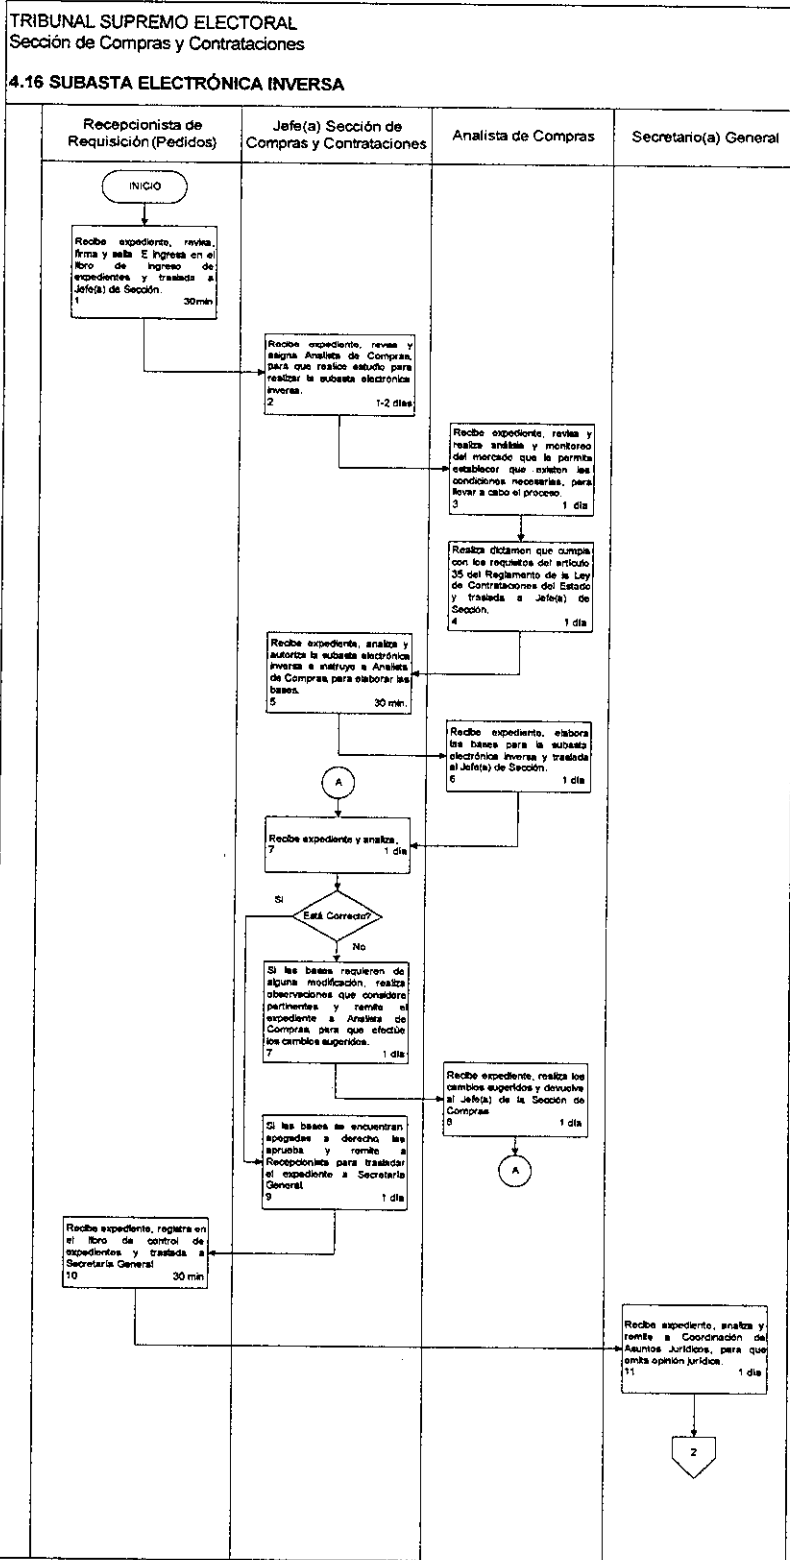 TRIBUNAL SUPREMO ELECTORAL
Sección de Compras y Contrataciones
4.16 SUBASTA ELECTRÓNICA INVERSA
Recepcionista de
Requisición (Pedidos)
Jefe(a) Sección de
Compras y Contrataciones
Analista de Compras
Secretario(a) General
INICIO
Recibe expediente, revisa,
firma y sella E ingresa en el
libro de ingreso de
expedientes y traslada a
Jefe(a) de Sección.
1 30min
Recibe expediente, revisa y
asigna Analista de Compras,
para que realice estudio para
realizar la subasta electrónica
inversa.
2 1-2 días
Recibe expediente, revisa y
realiza análisis y monitoreo
del mercado que le permita
establecer que existen las
condiciones necesarias, para
llevar a cabo el proceso.
3 1 día
Realiza dictamen que cumpla
con los requisitos del artículo
35 del Reglamento de la Ley
de Contrataciones del Estado
y traslada a Jefe(a) de
Sección.
4 1 día
Recibe expediente, analiza y
autoriza la subasta electrónica
inversa e instruye a Analista
de Compras, para elaborar las
bases.
5 30 min.
Recibe expediente, elabora
las bases para la subasta
electrónica inversa y traslada
al Jefe(a) de Sección.
6 1 día
A
Recibe expediente y analiza,
7 1 día
Si
Está Correcto?
No
Si las bases requieren de
alguna modificación, realiza
observaciones que considere
pertinentes y remite el
expediente a Analista de
Compras, para que efectúe
los cambios sugeridos.
7 1 día
Recibe expediente, realiza los
cambios sugeridos y devuelve
al Jefe(a) de la Sección de
Compras
8 1 día
A
Si las bases se encuentran
apegadas a derecho las
aprueba y remite a
Recepcionista para trasladar
el expediente a Secretaría
General
9 1 día
Recibe expediente, registra en
el libro de control de
expedientes y traslada a
Secretaría General
10 30 min
Recibe expediente, analiza y
remite a Coordinación de
Asuntos Jurídicos, para que
emita opinión jurídica.
11 1 día
2